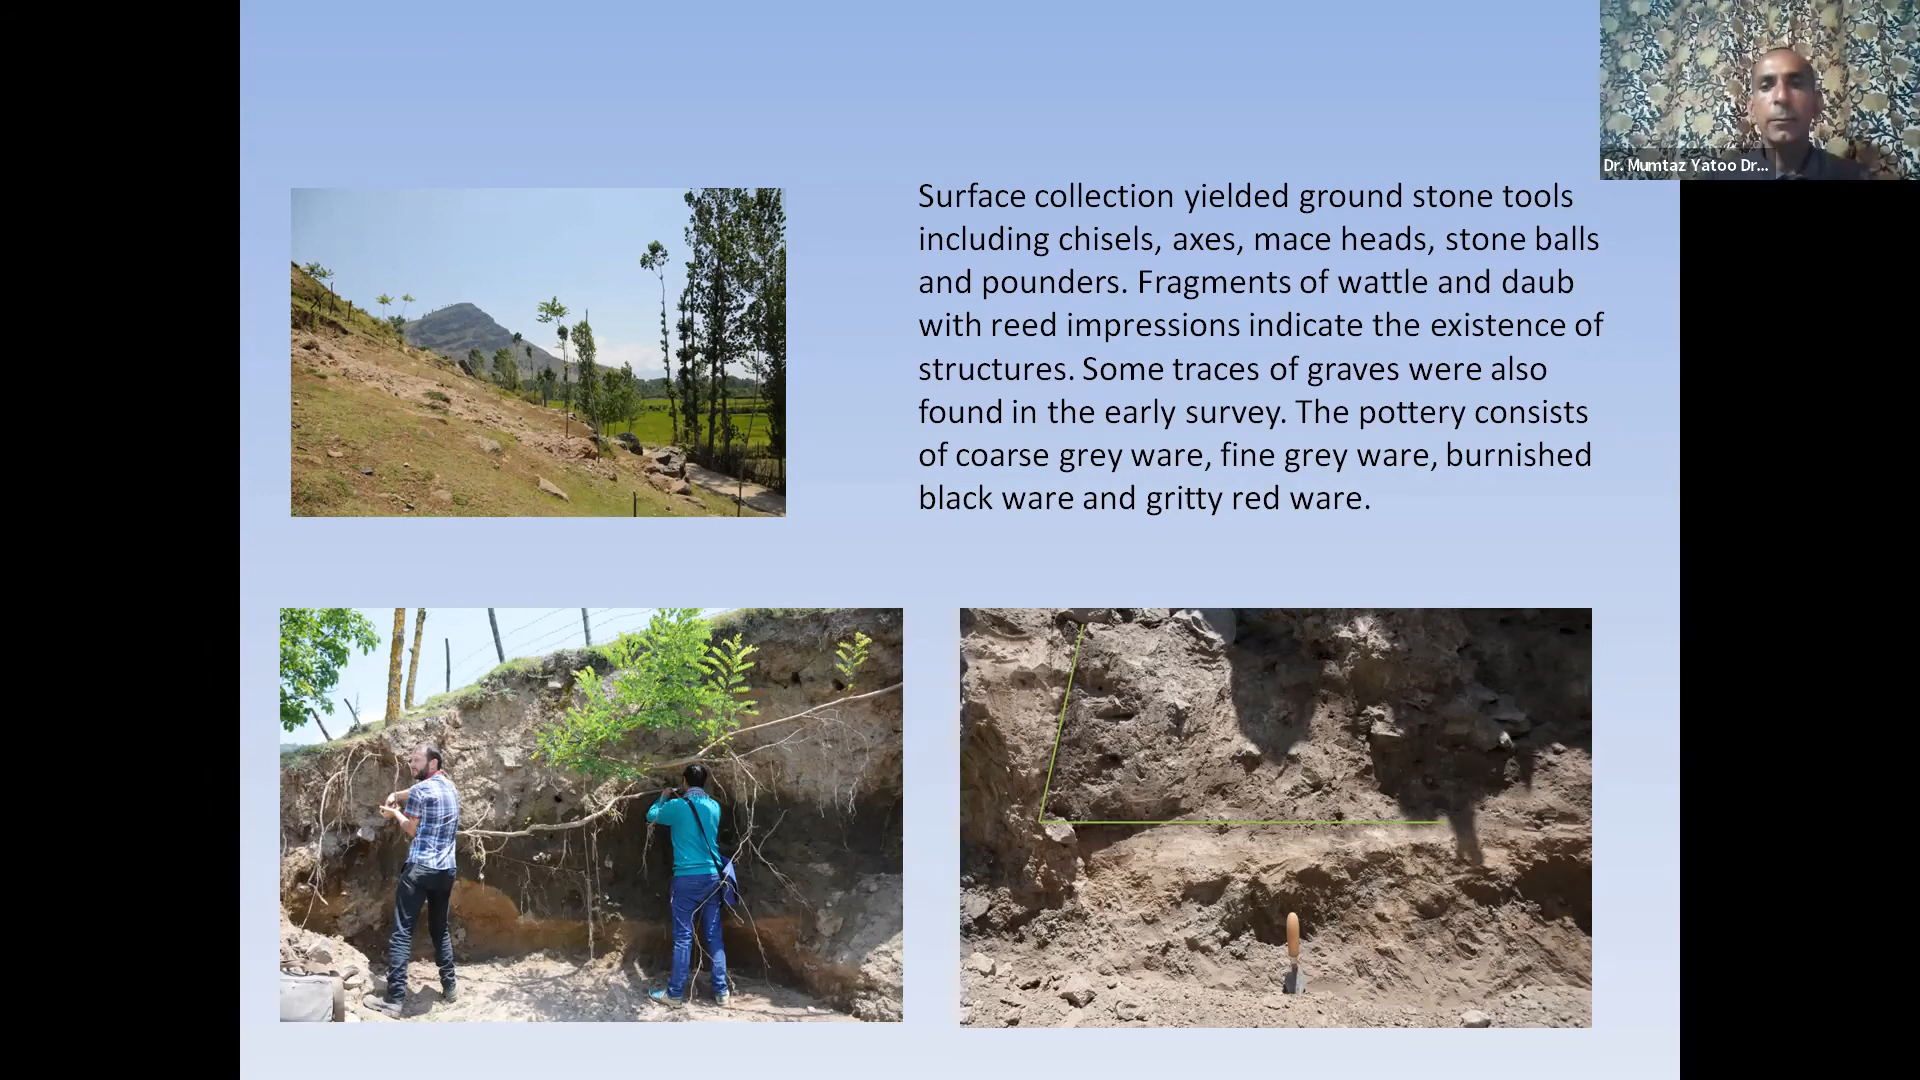 Dr. Mumtaz Yatoo Dr...
Surface collection yielded ground stone tools
including chisels, axes, mace heads, stone balls
and pounders. Fragments of wattle and daub
with reed impressions indicate the existence of
structures. Some traces of graves were also
found in the early survey. The pottery consists
of coarse grey ware, fine grey ware, burnished
black ware and gritty red ware.